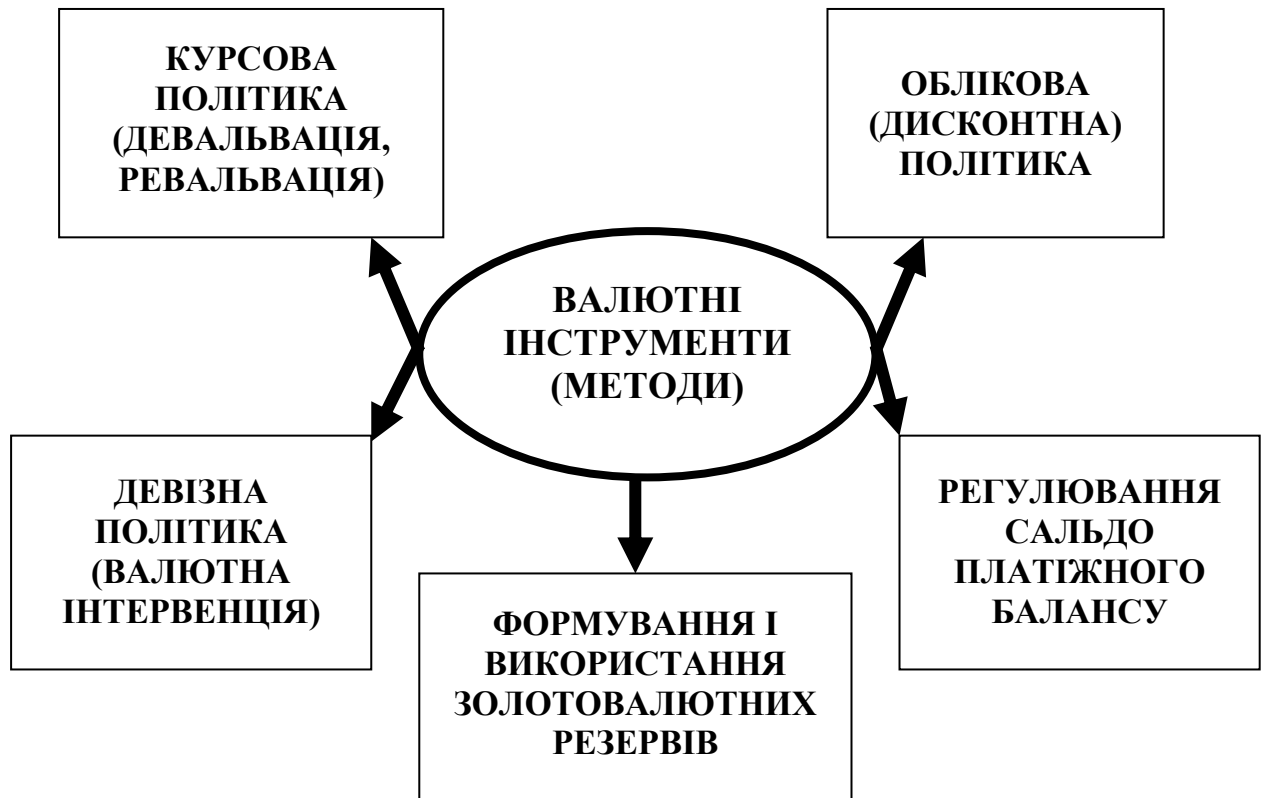 КУРСОВА
ПОЛІТИКА
(ДЕВАЛЬВАЦІЯ,
РЕВАЛЬВАЦІЯ)
ОБЛІКОВА
(ДИСКОНТНА)
ПОЛІТИКА
ВАЛЮТНІ
ІНСТРУМЕНТИ
(МЕТОДИ)
ДЕВІЗНА
ПОЛІТИКА
(ВАЛЮТНА
ІНТЕРВЕНЦІЯ)
ФОРМУВАННЯ І
ВИКОРИСТАННЯ
ЗОЛОТОВАЛЮТНИХ
РЕЗЕРВІВ
РЕГУЛЮВАННЯ
САЛЬДО
ПЛАТІЖНОГО
БАЛАНСУ